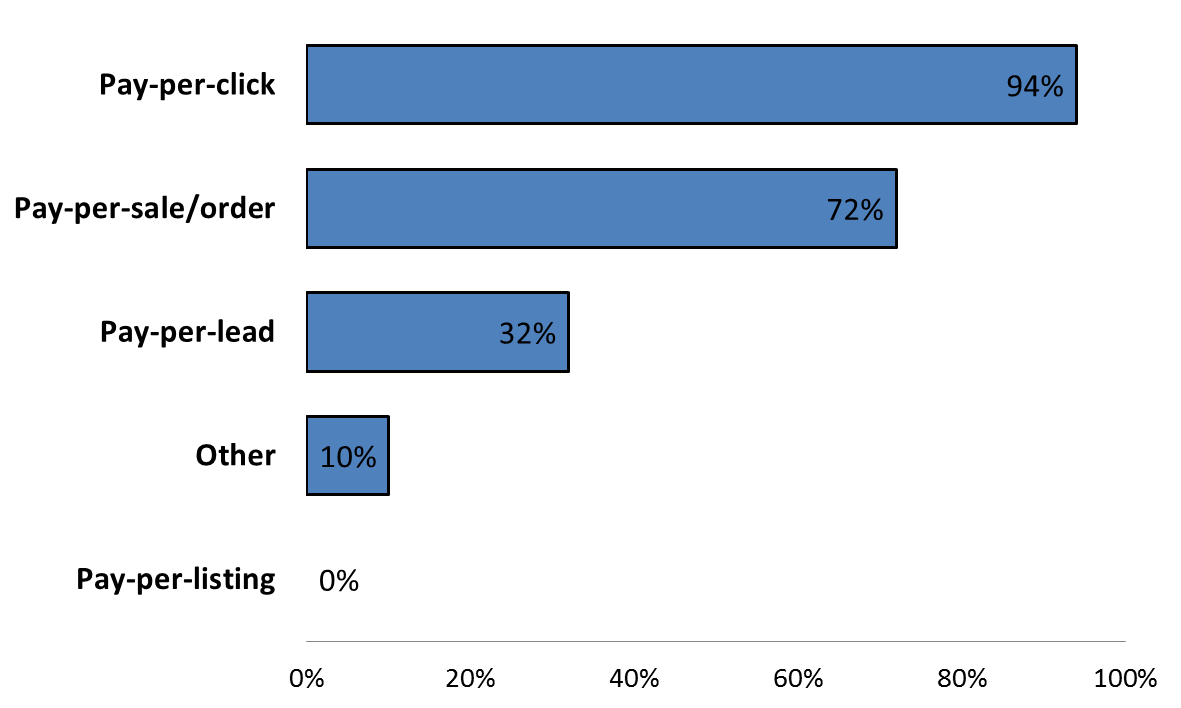 Pay-per-click
94%
Pay-per-sale/order
72%
Pay-per-lead
32%
Other
10%
Pay-per-listing
0%
0% 20% 40% 60% 80% 100%